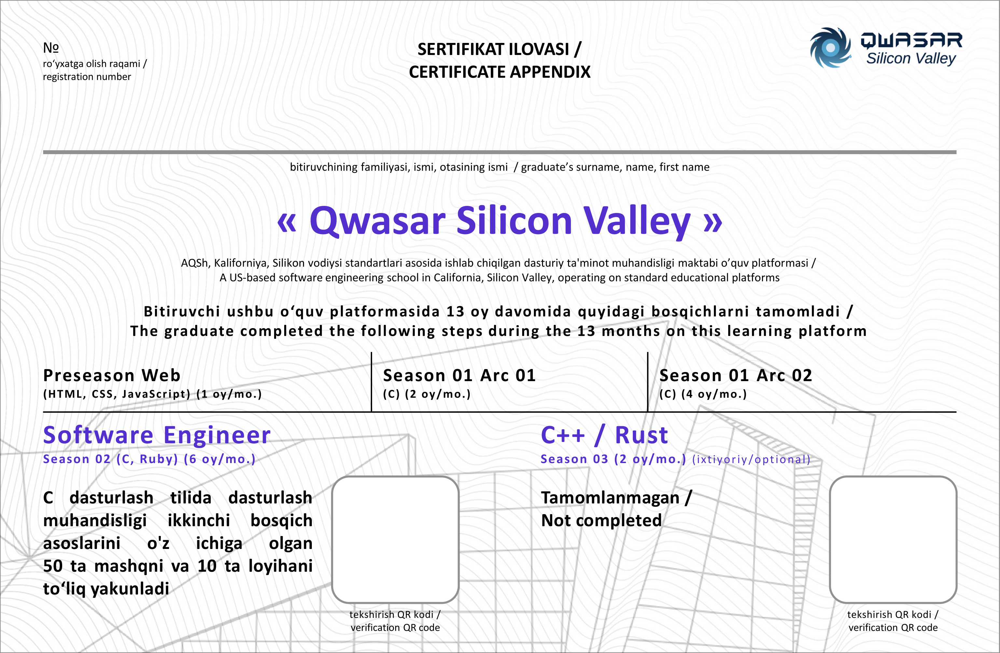 №
ro‘yxatga olish raqami /
registration number
SERTIFIKAT ILOVASI /
CERTIFICATE APPENDIX
QWASAR
Silicon Valley
bitiruvchining familiyasi, ismi, otasining ismi / graduate’s surname, name, first name
« Qwasar Silicon Valley »
AQSh, Kaliforniya, Silikon vodiysi standartlari asosida ishlab chiqilgan dasturiy ta'minot muhandisligi maktabi o’quv platformasi /
A US-based software engineering school in California, Silicon Valley, operating on standard educational platforms
Bitiruvchi ushbu o‘quv platformasida 13 oy davomida quyidagi bosqichlarni tamomladi /
The graduate completed the following steps during the 13 months on this learning platform
Preseason Web
(HTML, CSS, JavaScript) (1 oy/mo.)
Season 01 Arc 01
(C) (2 oy/mo.)
Season 01 Arc 02
(C) (4 oy/mo.)
Software Engineer
Season 02 (C, Ruby) (6 oy/mo.)
C dasturlash tilida dasturlash
muhandisligi ikkinchi bosqich
asoslarini o'z ichiga olgan
50 ta mashqni va 10 ta loyihani
to‘liq yakunladi
tekshirish QR kodi /
verification QR code
C++ / Rust
Season 03 (2 oy/mo.) (ixtiyoriy/optional)
Tamomlanmagan /
Not completed
tekshirish QR kodi /
verification QR code